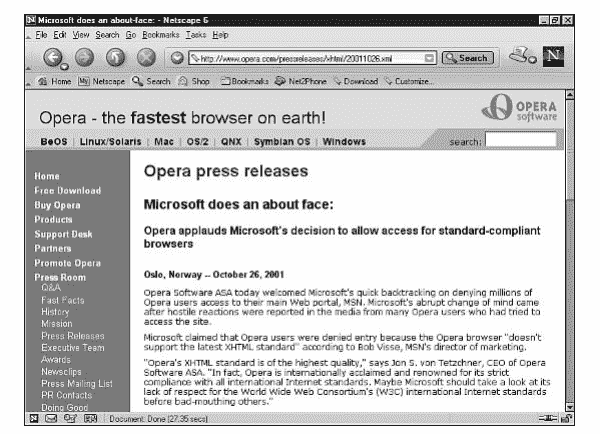 Microsoft does an about-face: - Netscape 6
File Edit View Search Go Bookmarks Tasks Help
http://www.opera.com/pressreleases/xhtml/20011026.xml Search N
Home My Netscape Search Shop Bookmarks Net2Phone Download Customize...
OPERA
software
Opera - the fastest browser on earth!
BeOS | Linux/Solaris | Mac | OS/2 | QNX | Symbian OS | Windows search:
Home
Free Download
Buy Opera
Products
Support Desk
Partners
Promote Opera
Press Room
Q&A
Fast Facts
History
Mission
Press Releases
Executive Team
Awards
Newsclips
Press Mailing List
PR Contacts
Doing Good
Opera press releases
Microsoft does an about face:
Opera applauds Microsoft's decision to allow access for standard-compliant
browsers
Oslo, Norway -- October 26, 2001
Opera Software ASA today welcomed Microsoft's quick backtracking on denying millions of
Opera users access to their main Web portal, MSN. Microsoft's abrupt change of mind came
after hostile reactions were reported in the media from many Opera users who had tried to
access the site.
Microsoft claimed that Opera users were denied entry because the Opera browser "doesn't
support the latest XHTML standard" according to Bob Visse, MSN's director of marketing.
"Opera's XHTML standard is of the highest quality," says Jon S. von Tetzchner, CEO of Opera
Software ASA. "In fact, Opera is internationally acclaimed and renowned for its strict
compliance with all international Internet standards. Maybe Microsoft should take a look at its
lack of respect for the World Wide Web Consortium's (W3C) international Internet standards
before bad-mouthing others."
Document: Done (27.35 secs)